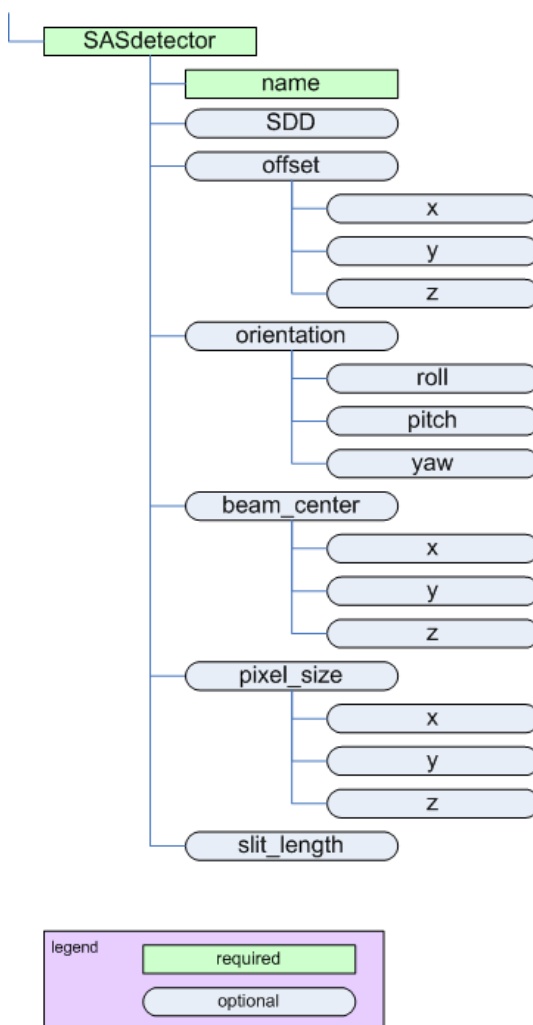 SASdetector
name
SDD
offset
x
y
z
orientation
roll
pitch
yaw
beam_center
x
y
z
pixel_size
x
y
z
slit_length
legend
required
optional